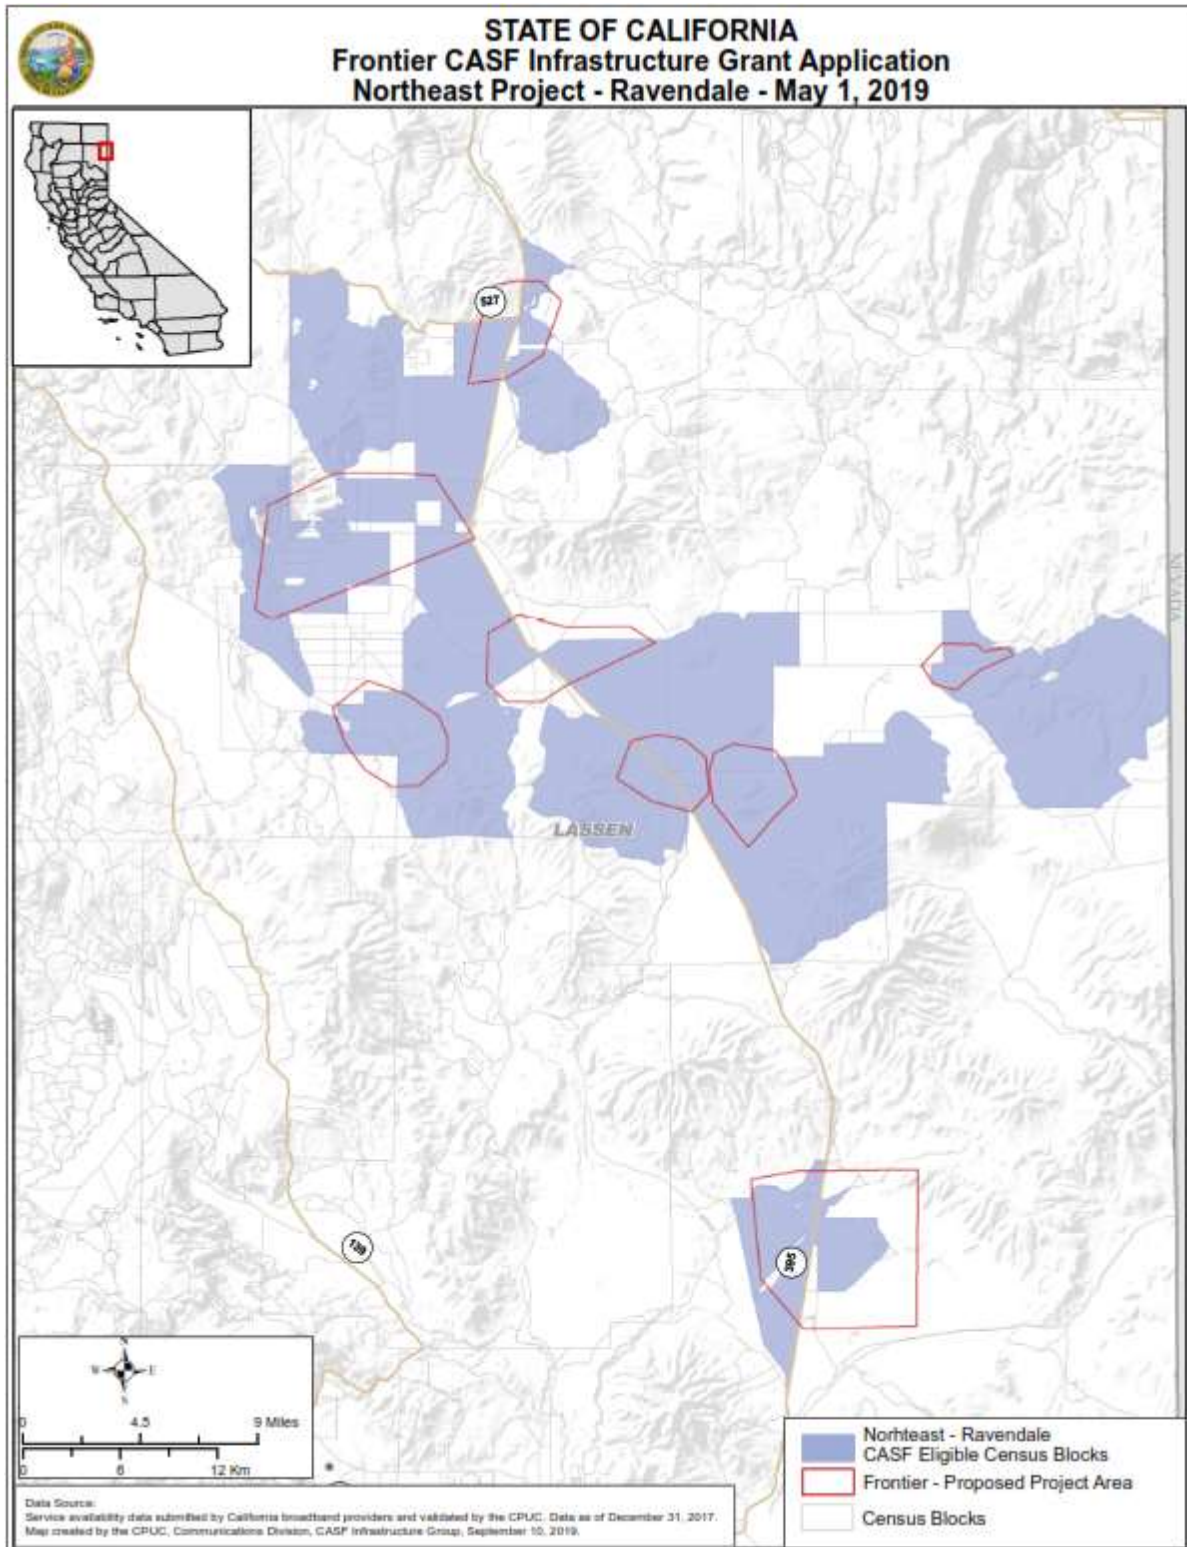 STATE OF CALIFORNIA
Frontier CASF Infrastructure Grant Application
Northeast Project - Ravendale - May 1, 2019
527
NEVADA
LASSEN
139
395
N
W E
S
0 4.5 9 Miles
0 6 12 Km
Norhteast - Ravendale
CASF Eligible Census Blocks
Frontier - Proposed Project Area
Census Blocks
Data Source:
Service availability data submitted by California broadband providers and validated by the CPUC. Data as of December 31, 2017.
Map created by the CPUC, Communications Division, CASF Infrastructure Group, September 10, 2019.